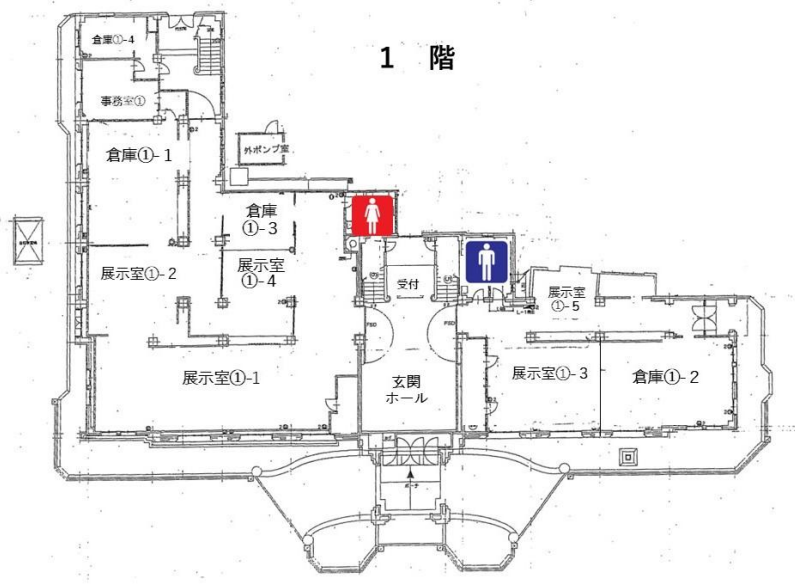 1 階
倉庫①-4
事務室①
外ポンプ室
倉庫①-1
倉庫
①-3
展示室①-2
展示室
①-4
受付
展示室
①-5
展示室①-1
玄関
ホール
展示室①-3
倉庫①-2
ポーチ